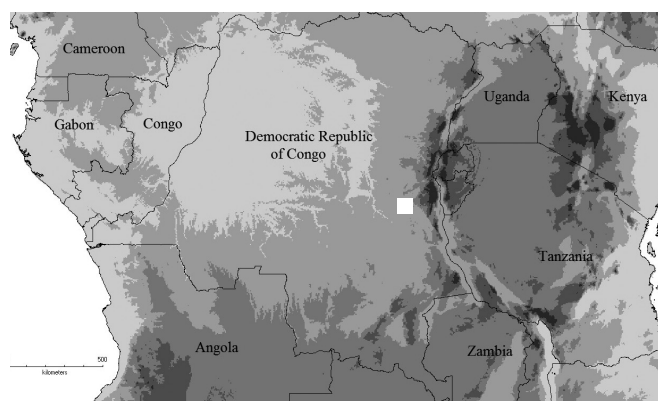 Cameroon
Uganda
Kenya
Gabon
Congo
Democratic Republic
of Congo
Tanzania
Angola
Zambia
500
kilometers